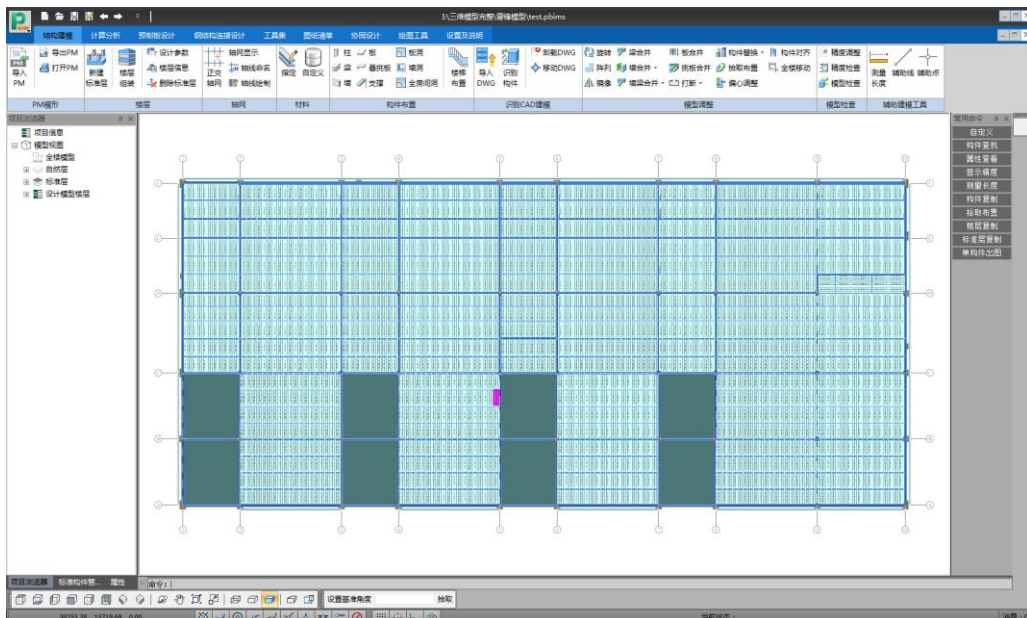 I:\三维模型完整\雷锋模型\test.pbims
结构建模 计算分析 预制板设计 钢结构连接设计 工具集 协同设计 绘图工具 设置及说明
导入PM 导出PM 打开PM
新建标准层 楼层组装 设计参数 楼层信息 删除标准层
正交轴网 轴网显示 轴线命名 轴线绘制
指定 自定义
柱 板 板洞
梁 悬挑板 墙洞
墙 支撑 全房间洞
楼梯布置
导入DWG 识别构件 卸载DWG 移动DWG
旋转 梁合并 板合并 构件替换 构件对齐
阵列 墙合并 挑板合并 拾取布置 全楼移动
镜像 墙梁合并 打断 偏心调整
精度调整 精度检查 模型检查
测量长度 辅助线 辅助点
PM模形 楼层 轴网 材料 构件布置 识别CAD建模 模型调整 模型检查 辅助建模工具
项目浏览器
项目信息
模型视图
全楼模型
自然层
标准层
设计模型楼层
常用命令
自定义
构件查找
属性查看
显示精度
测量长度
构件复制
拾取布置
楼层复制
标准层复制
单构件出图
项目浏览器 标准构件管... 属性
命令:
设置基准角度 拾取
当前状态: